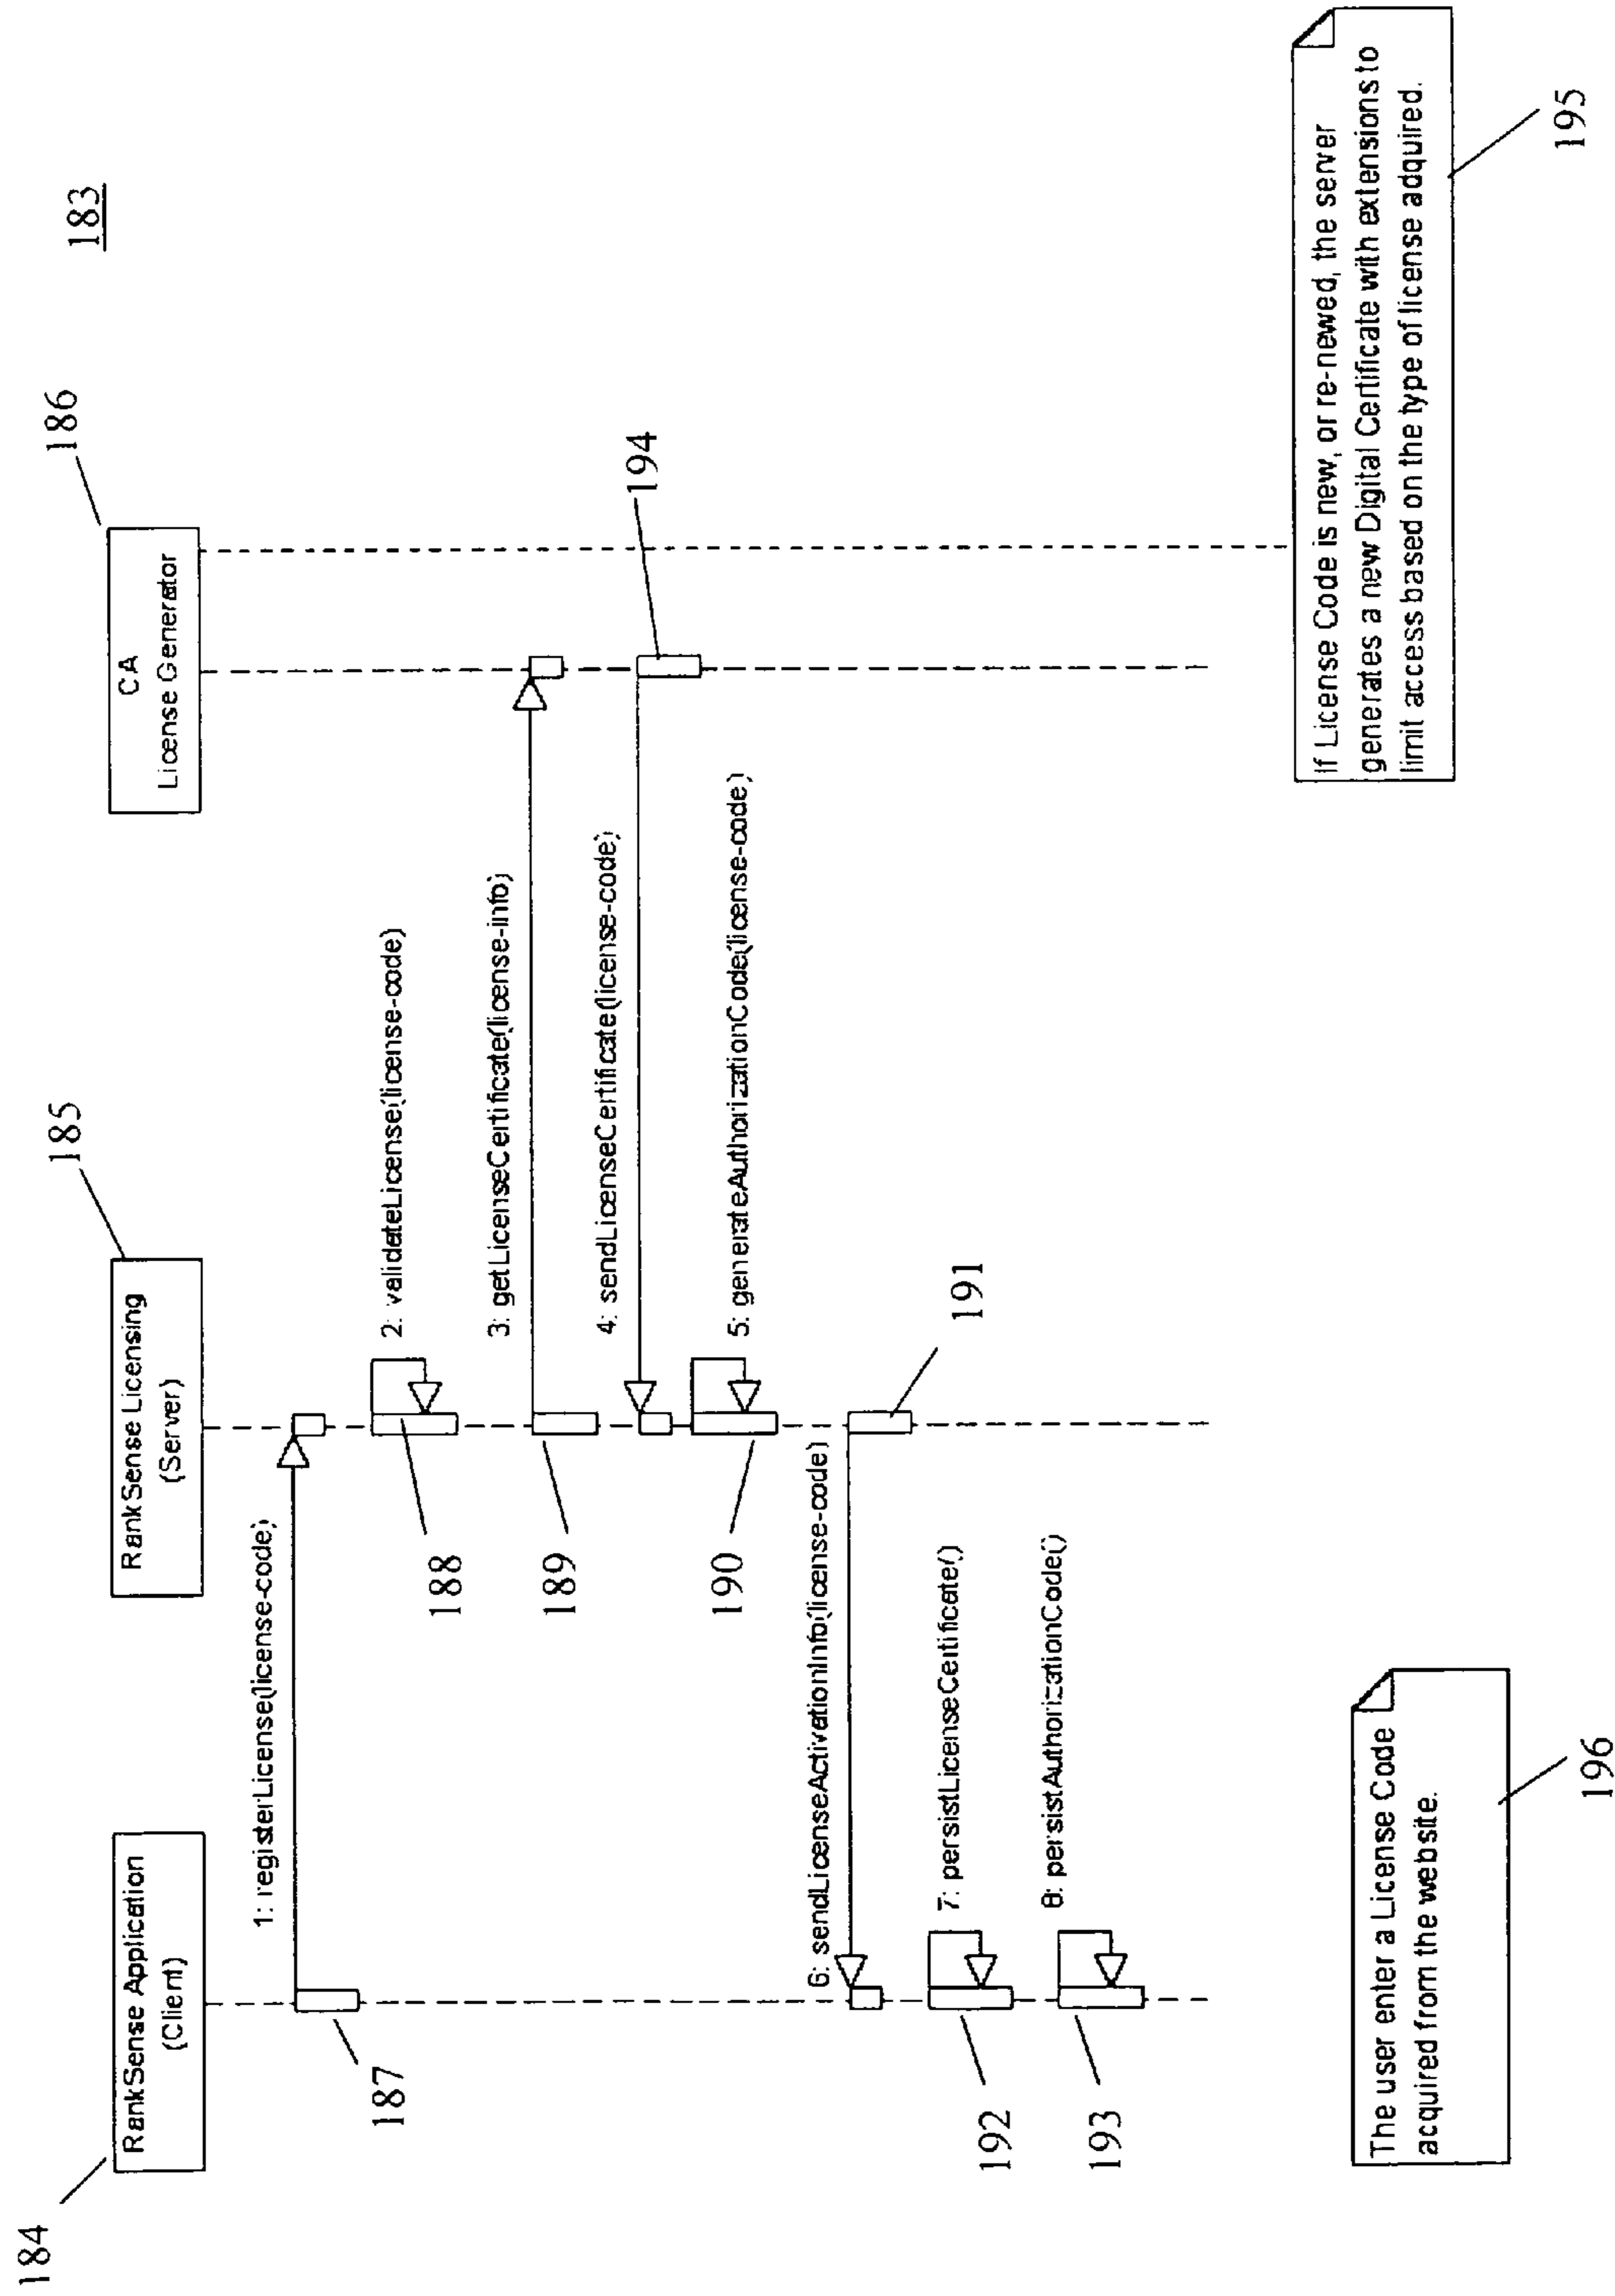 183
184
RankSense Application
(Client)
185
RankSense Licensing
(Server)
186
CA
License Generator
1: registerLicense(license-code)
187
2: validateLicense(license-code)
188
3: getLicenseCertificate(license-info)
189
4: sendLicenseCertificate(license-code)
194
5: generateAuthorizationCode(license-code)
190
6: sendLicenseActivationInfo(license-code)
191
7: persistLicenseCertificate()
192
8: persistAuthorizationCode()
193
The user enter a License Code
acquired from the website.
196
If License Code is new, or re-newed, the server
generates a new Digital Certificate with extensions to
limit access based on the type of license adquired.
195